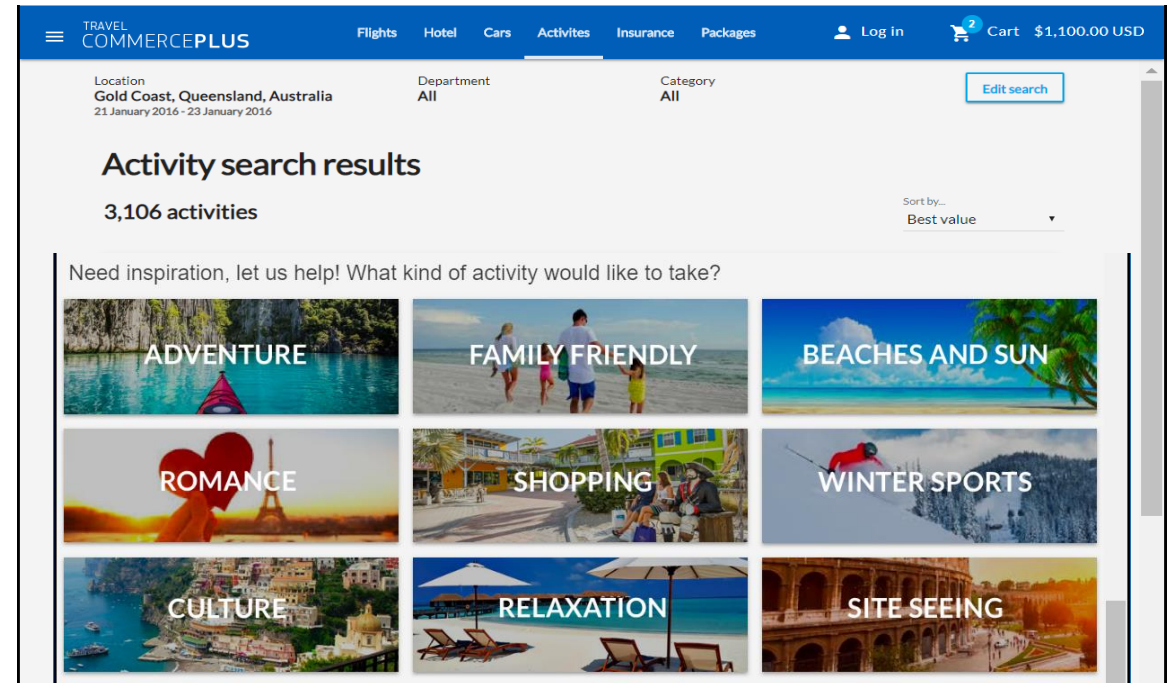 TRAVEL
COMMERCEPLUS
Flights Hotel Cars Activites Insurance Packages
Log in
2
Cart $1,100.00 USD
Location
Gold Coast, Queensland, Australia
21 January 2016 - 23 January 2016
Department
All
Category
All
Edit search
Activity search results
3,106 activities
Sort by...
Best value
Need inspiration, let us help! What kind of activity would like to take?
ADVENTURE
FAMILY FRIENDLY
BEACHES AND SUN
ROMANCE
SHOPPING
WINTER SPORTS
CULTURE
RELAXATION
SITE SEEING